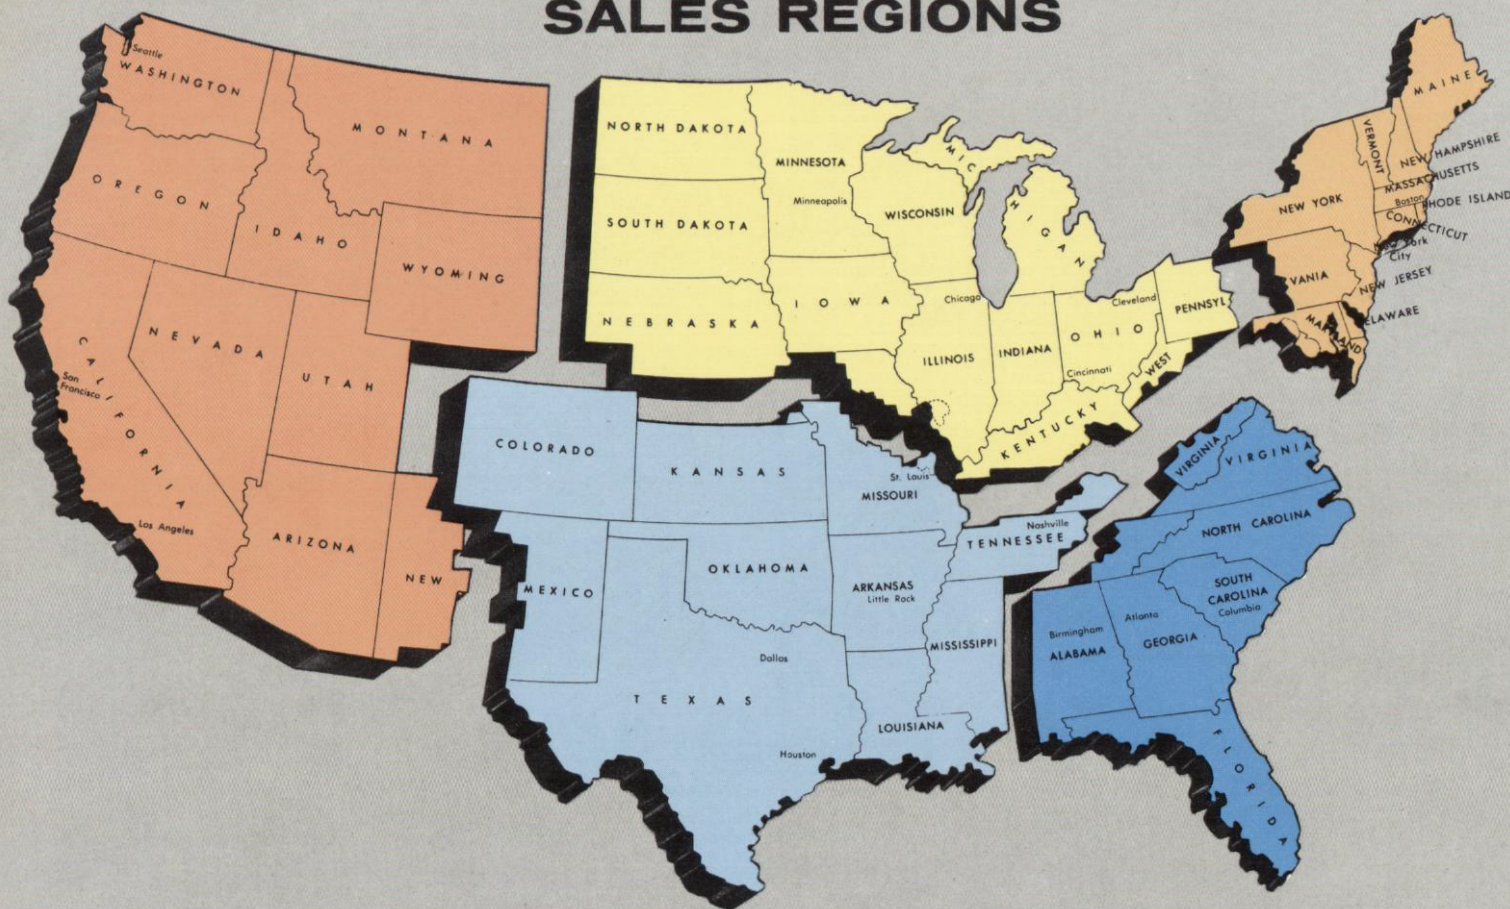 SALES REGIONS
Seattle
WASHINGTON
MONTANA
OREGON
IDAHO
WYOMING
NEVADA
UTAH
CALIFORNIA
San
Francisco
Los Angeles
ARIZONA
NEW
NORTH DAKOTA
MINNESOTA
Minneapolis
SOUTH DAKOTA
WISCONSIN
MICHIGAN
NEBRASKA
IOWA
Chicago
ILLINOIS
INDIANA
OHIO
Cleveland
Cincinnati
PENNSYL
WEST
KENTUCKY
MAINE
VERMONT
NEW HAMPSHIRE
MASSACHUSETTS
Boston
RHODE ISLAND
CONNECTICUT
NEW YORK
New York
City
VANIA
NEW JERSEY
DELAWARE
MARYLAND
COLORADO
KANSAS
St. Louis
MISSOURI
MEXICO
OKLAHOMA
ARKANSAS
Little Rock
Nashville
TENNESSEE
MISSISSIPPI
Dallas
TEXAS
Houston
LOUISIANA
VIRGINIA
VIRGINIA
NORTH CAROLINA
SOUTH
CAROLINA
Columbia
Birmingham
ALABAMA
Atlanta
GEORGIA
FLORIDA